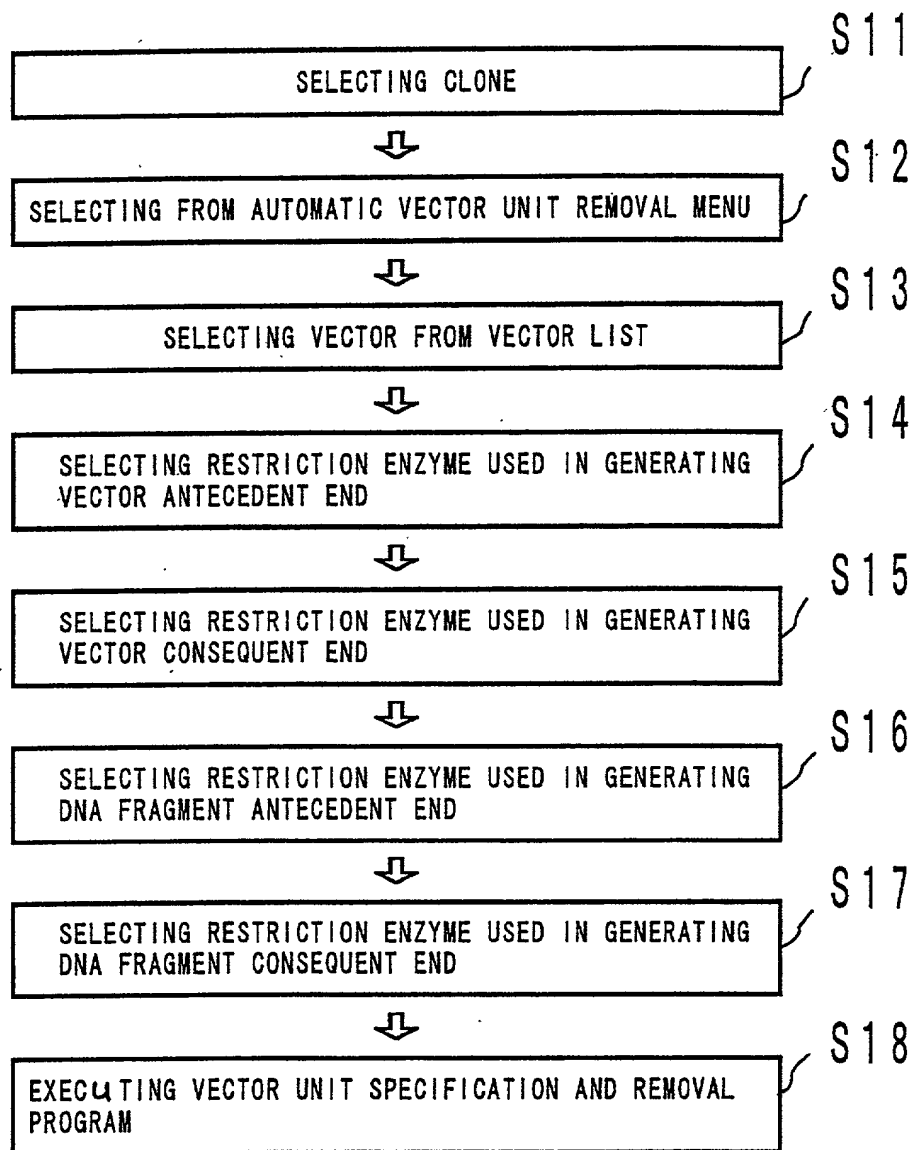 S11
SELECTING CLONE
S12
SELECTING FROM AUTOMATIC VECTOR UNIT REMOVAL MENU
S13
SELECTING VECTOR FROM VECTOR LIST
S14
SELECTING RESTRICTION ENZYME USED IN GENERATING
VECTOR ANTECEDENT END
S15
SELECTING RESTRICTION ENZYME USED IN GENERATING
VECTOR CONSEQUENT END
S16
SELECTING RESTRICTION ENZYME USED IN GENERATING
DNA FRAGMENT ANTECEDENT END
S17
SELECTING RESTRICTION ENZYME USED IN GENERATING
DNA FRAGMENT CONSEQUENT END
S18
EXECUTING VECTOR UNIT SPECIFICATION AND REMOVAL
PROGRAM